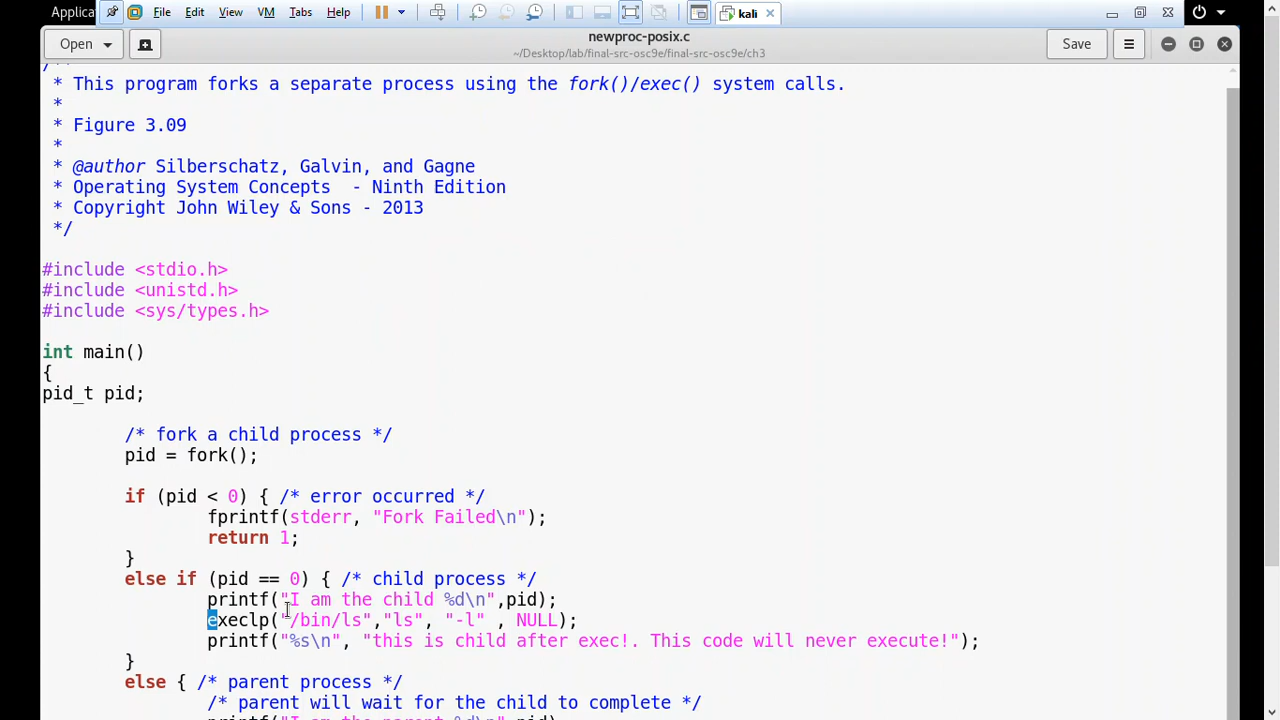 Applica File Edit View VM Tabs Help kali
Open newproc-posix.c Save
~/Desktop/lab/final-src-osc9e/final-src-osc9e/ch3
* This program forks a separate process using the fork()/exec() system calls.
*
* Figure 3.09
*
* @author Silberschatz, Galvin, and Gagne
* Operating System Concepts  - Ninth Edition
* Copyright John Wiley & Sons - 2013
*/
#include <stdio.h>
#include <unistd.h>
#include <sys/types.h>
int main()
{
pid_t pid;
/* fork a child process */
pid = fork();
if (pid < 0) { /* error occurred */
fprintf(stderr, "Fork Failed\n");
return 1;
}
else if (pid == 0) { /* child process */
printf("I am the child %d\n",pid);
execlp("/bin/ls","ls", "-l" , NULL);
printf("%s\n", "this is child after exec!. This code will never execute!");
}
else { /* parent process */
/* parent will wait for the child to complete */
printf("I am the parent %d\n",pid)